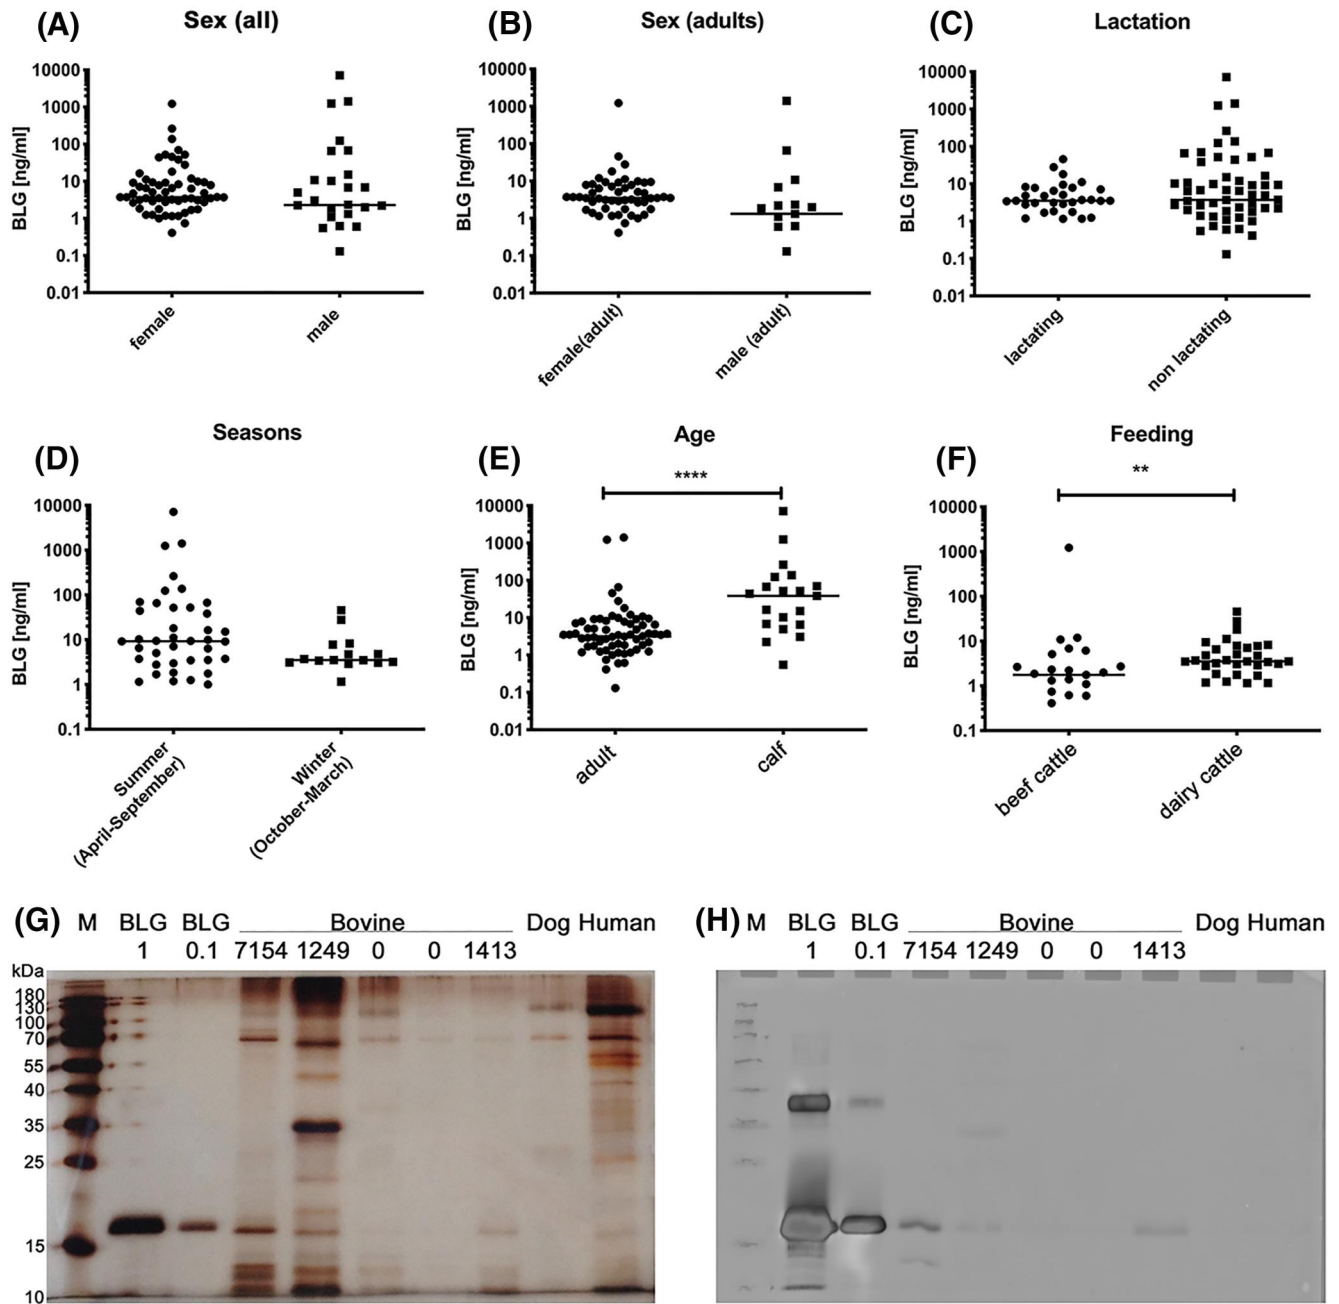 (A) Sex (all)
BLG [ng/ml]
10000
1000
100
10
1
0.1
0.01
female
male
(B) Sex (adults)
BLG [ng/ml]
10000
1000
100
10
1
0.1
0.01
female(adult)
male (adult)
(C) Lactation
BLG [ng/ml]
10000
1000
100
10
1
0.1
0.01
lactating
non lactating
(D) Seasons
BLG [ng/ml]
10000
1000
100
10
1
0.1
Summer
(April-September)
Winter
(October-March)
(E) Age
****
BLG [ng/ml]
10000
1000
100
10
1
0.1
0.01
adult
calf
(F) Feeding
**
BLG [ng/ml]
10000
1000
100
10
1
0.1
beef cattle
dairy cattle
(G) M BLG BLG Bovine Dog Human
1 0.1 7154 1249 0 0 1413
kDa
180
130
100
70
55
40
35
25
15
10
(H) M BLG BLG Bovine Dog Human
1 0.1 7154 1249 0 0 1413